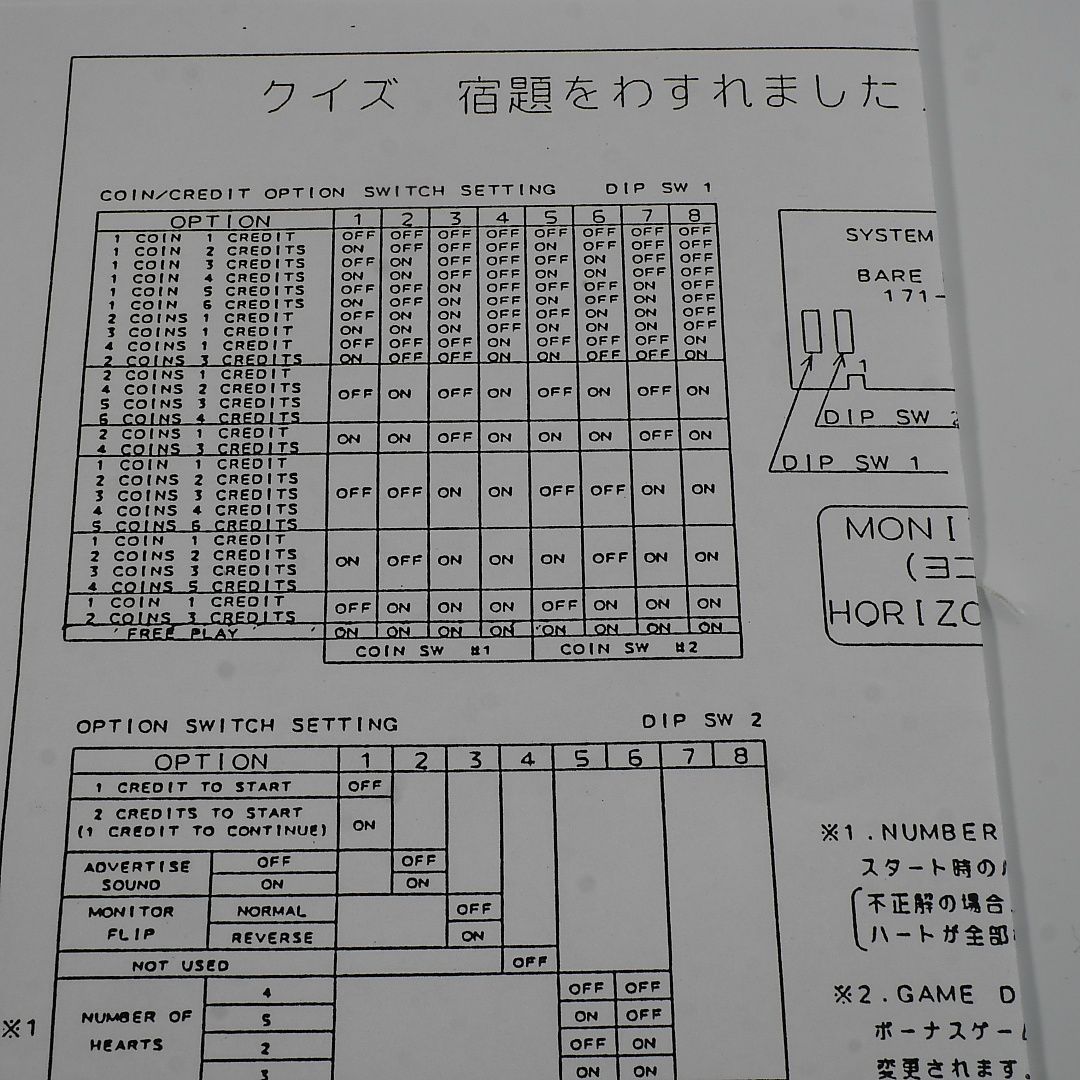 クイズ 宿題をわすれました
COIN/CREDIT OPTION SWITCH SETTING DIP SW 1
OPTION 1 2 3 4 5 6 7 8
1 COIN 1 CREDIT OFF OFF OFF OFF OFF OFF OFF OFF
1 COIN 2 CREDITS ON OFF OFF OFF ON OFF OFF OFF
1 COIN 3 CREDITS OFF ON OFF OFF OFF ON OFF OFF
1 COIN 4 CREDITS ON ON OFF OFF ON ON OFF OFF
1 COIN 5 CREDITS OFF OFF ON OFF OFF OFF ON OFF
1 COIN 6 CREDITS ON OFF ON OFF ON OFF ON OFF
2 COINS 1 CREDIT OFF ON ON OFF OFF ON ON OFF
3 COINS 1 CREDIT ON ON ON OFF ON ON ON OFF
4 COINS 1 CREDIT OFF OFF OFF ON OFF OFF OFF ON
2 COINS 3 CREDITS ON OFF OFF ON ON OFF OFF ON
2 COINS 1 CREDIT
4 COINS 2 CREDITS
5 COINS 3 CREDITS
6 COINS 4 CREDITS
OFF ON OFF ON OFF ON OFF ON
2 COINS 1 CREDIT
4 COINS 3 CREDITS
ON ON OFF ON ON ON OFF ON
1 COIN 1 CREDIT
2 COINS 2 CREDITS
3 COINS 3 CREDITS
4 COINS 4 CREDITS
5 COINS 6 CREDITS
OFF OFF ON ON OFF OFF ON ON
1 COIN 1 CREDIT
2 COINS 2 CREDITS
3 COINS 3 CREDITS
4 COINS 5 CREDITS
ON OFF ON ON ON OFF ON ON
1 COIN 1 CREDIT
2 COINS 3 CREDITS
OFF ON ON ON OFF ON ON ON
FREE PLAY ON ON ON ON ON ON ON ON
COIN SW #1 COIN SW #2
SYSTEM
BARE
171-
1
DIP SW 2
DIP SW 1
MONI
(ヨコ
HORIZO
OPTION SWITCH SETTING DIP SW 2
OPTION 1 2 3 4 5 6 7 8
1 CREDIT TO START OFF
2 CREDITS TO START
(1 CREDIT TO CONTINUE)
ON
ADVERTISE SOUND
OFF OFF
ON ON
MONITOR FLIP
NORMAL OFF
REVERSE ON
NOT USED OFF
※1
NUMBER OF HEARTS
4 OFF OFF
5 ON OFF
2 OFF ON
3 ON ON
※1.NUMBER
スタート時の
不正解の場合
ハートが全部
※2.GAME D
ボーナスゲー
変更されます。